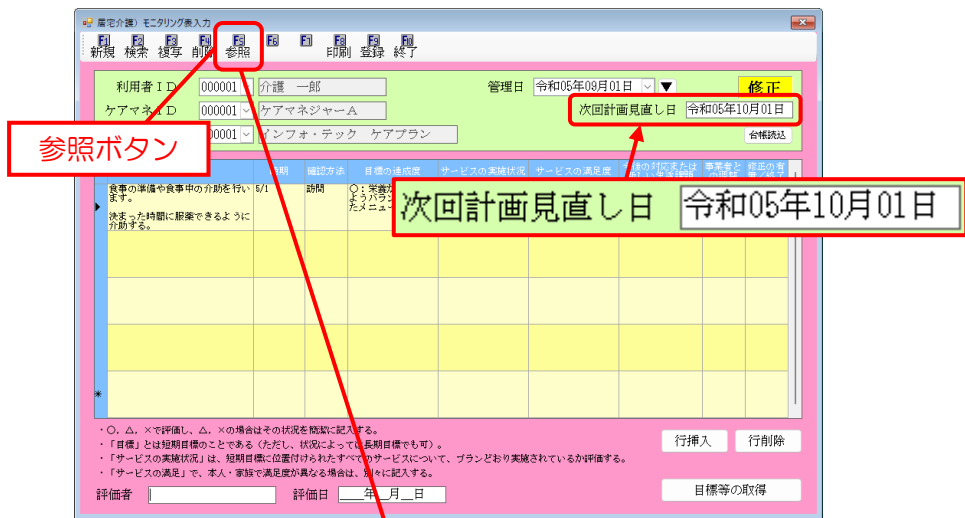 居宅介護）モニタリング表入力
F1 F2 F3 F4 F5 F6 F7 F8 F9 F10
新規 検索 複写 削除 参照 印刷 登録 終了
利用者ＩＤ 000001 介護　一郎 管理日 令和05年09月01日 ▼ 修正
ケアマネＩＤ 000001 ケアマネジャーＡ 次回計画見直し日 令和05年10月01日
000001 インフォ・テック　ケアプラン 台帳読込
参照ボタン
時期 確認方法 目標の達成度 サービスの実施状況 サービスの満足度
食事の準備や食事中の介助を行います。
決まった時間に服薬できるように介助する。
5/1 訪問
次回計画見直し日 令和05年10月01日
・○、△、×で評価し、△、×の場合はその状況を簡潔に記入する。
・「目標」とは短期目標のことである（ただし、状況によっては長期目標でも可）。
・「サービスの実施状況」は、短期目標に位置付けられたすべてのサービスについて、プランどおり実施されているか評価する。
・「サービスの満足」で、本人・家族で満足度が異なる場合は、別々に記入する。
行挿入 行削除
評価者 評価日 __年__月__日 目標等の取得